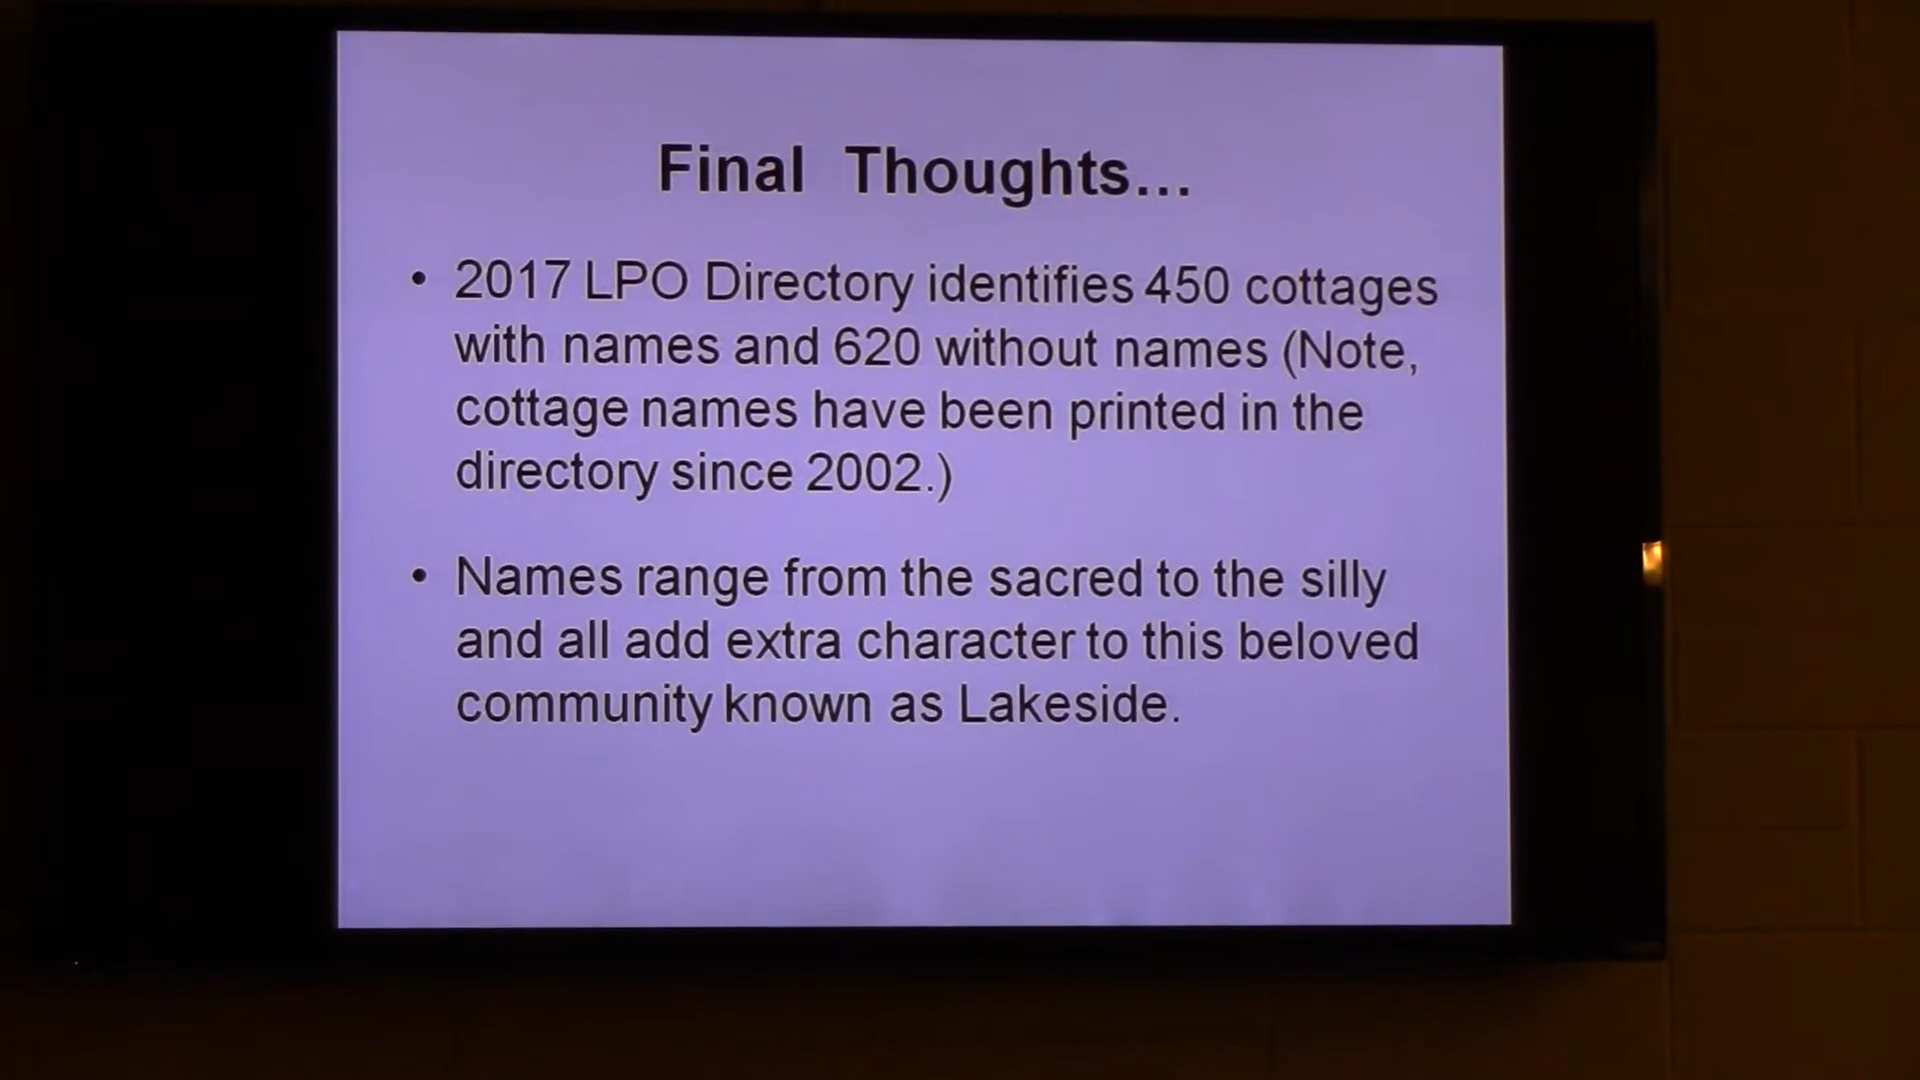 Final Thoughts...
• 2017 LPO Directory identifies 450 cottages
with names and 620 without names (Note,
cottage names have been printed in the
directory since 2002.)
• Names range from the sacred to the silly
and all add extra character to this beloved
community known as Lakeside.